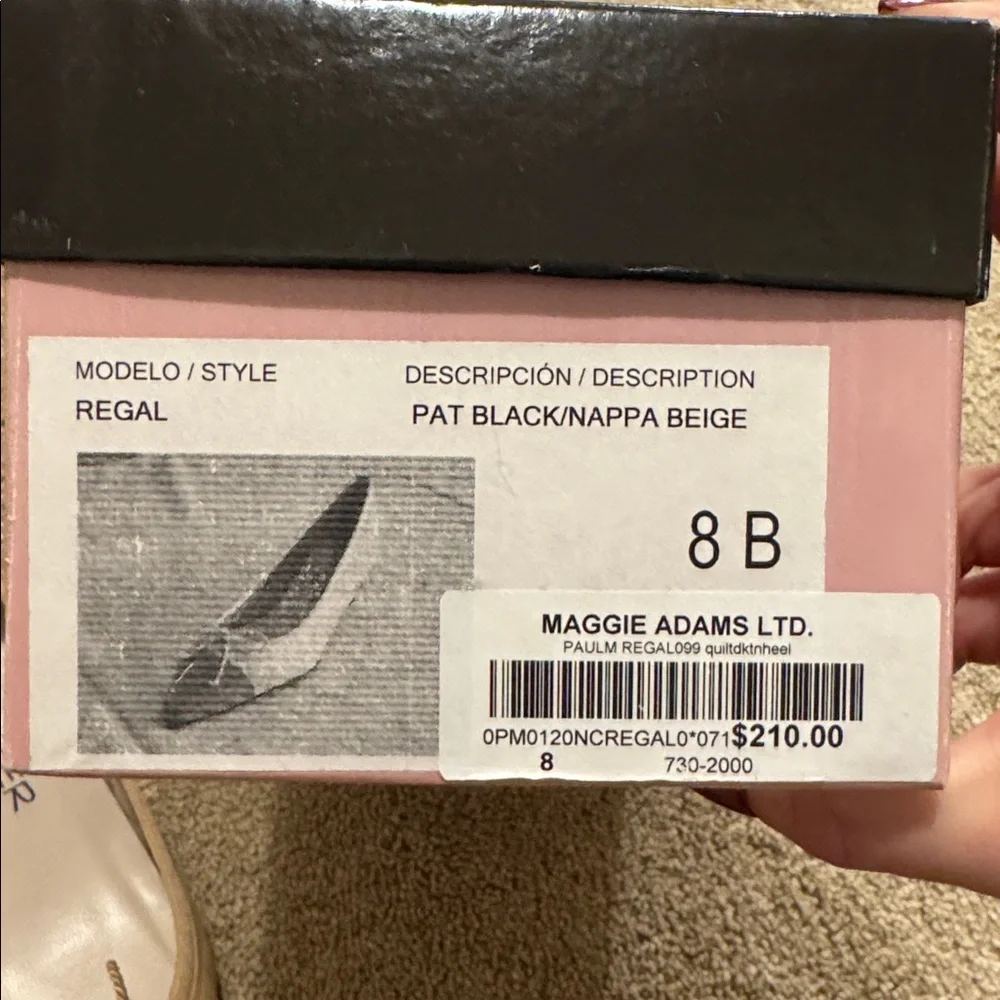 MODELO / STYLE
REGAL
DESCRIPCIÓN / DESCRIPTION
PAT BLACK/NAPPA BEIGE
8 B
MAGGIE ADAMS LTD.
PAULM REGAL099 quiltdktnheel
0PM0120NCREGAL0*071 $210.00
8 730-2000